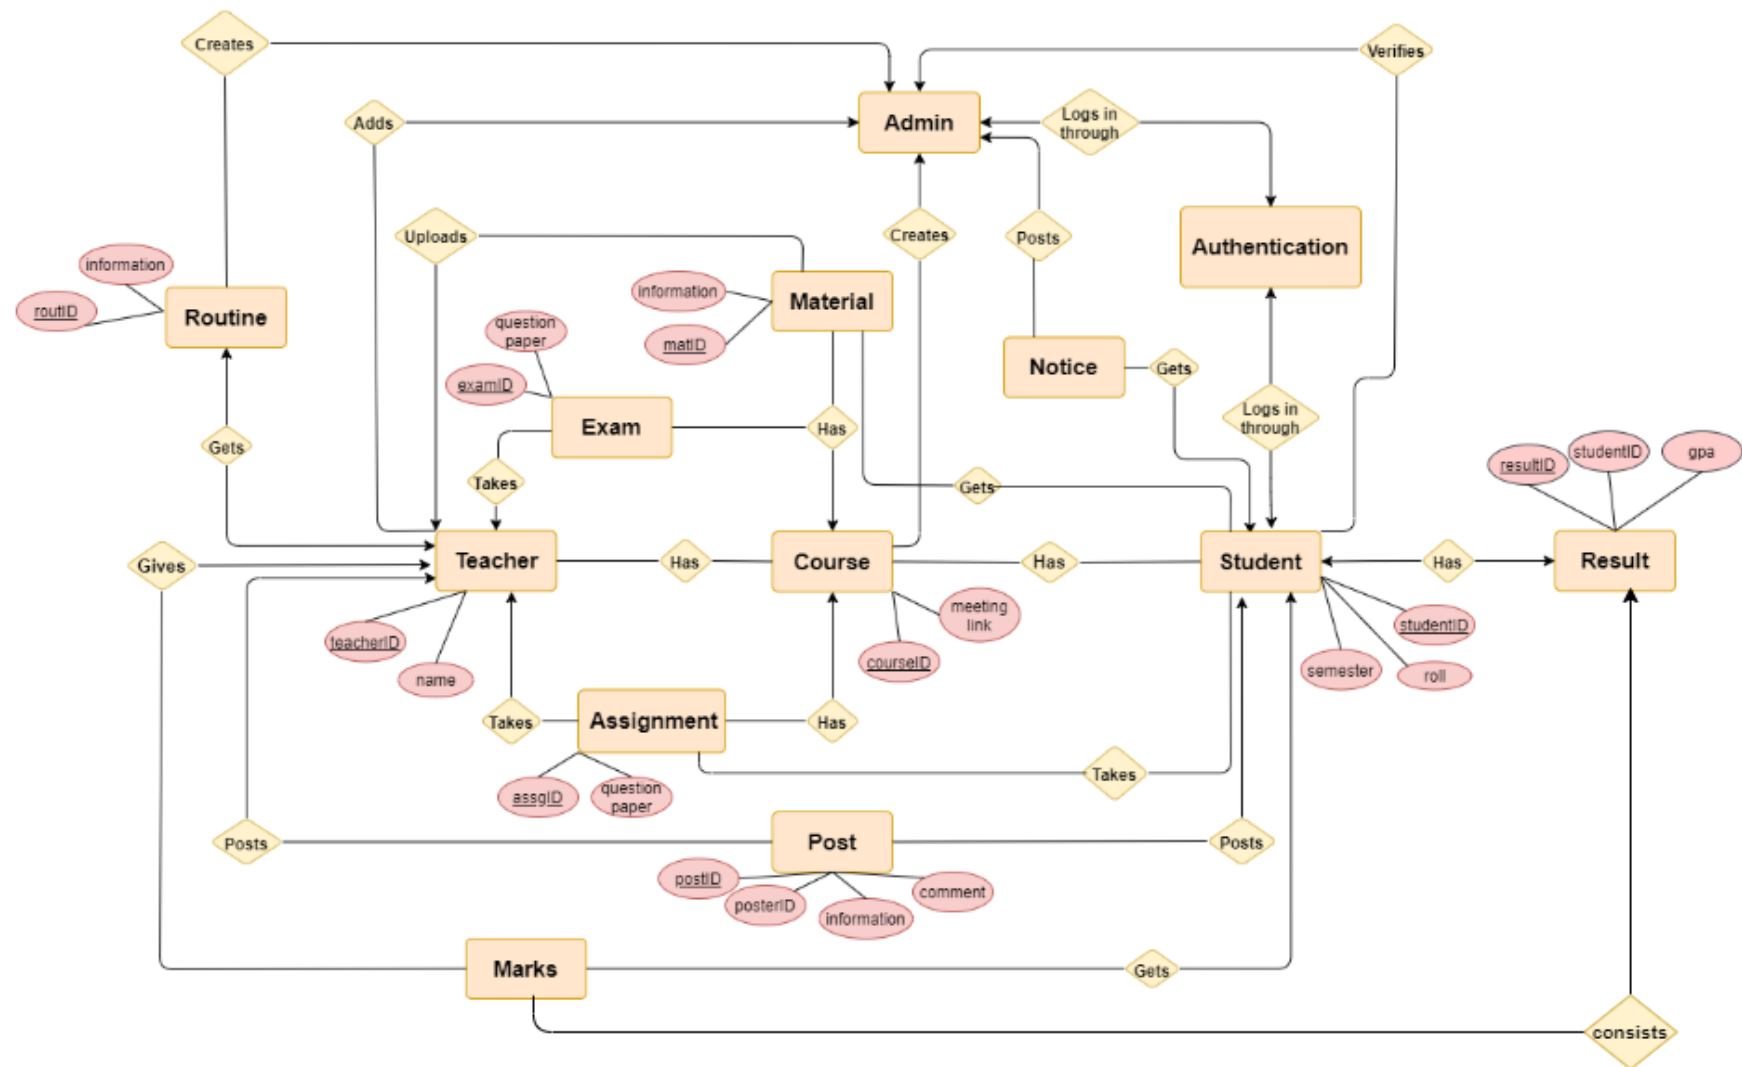 Creates
Verifies
Adds
Admin
Logs in
through
Uploads
Creates
Posts
Authentication
information
routID
Routine
information
matID
Material
question
paper
examID
Exam
Has
Notice
Gets
Logs in
through
Gets
Takes
Gets
resultID
studentID
gpa
Gives
Teacher
Has
Course
Has
Student
Has
Result
teacherID
name
meeting
link
courseID
studentID
semester
roll
Takes
Assignment
Has
assgID
question
paper
Takes
Posts
Post
Posts
postID
posterID
information
comment
Marks
Gets
consists